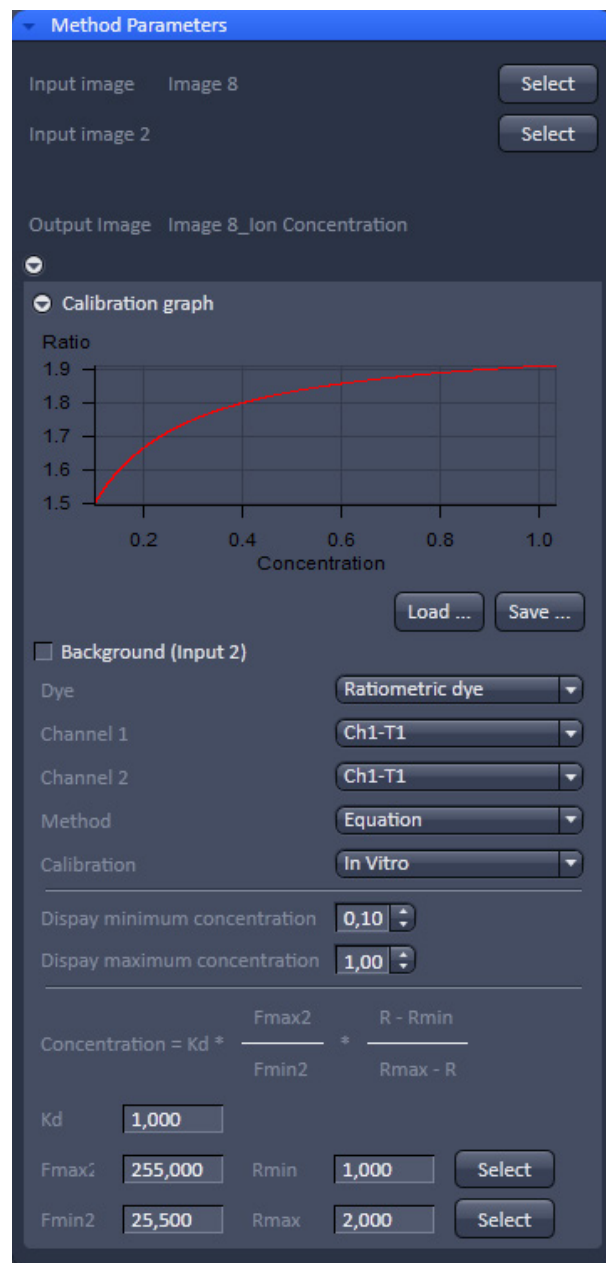 Method Parameters
Input image Image 8 Select
Input image 2 Select
Output Image Image 8_Ion Concentration
Calibration graph
Ratio
1.9
1.8
1.7
1.6
1.5
0.2 0.4 0.6 0.8 1.0
Concentration
Load ... Save ...
Background (Input 2)
Dye Ratiometric dye
Channel 1 Ch1-T1
Channel 2 Ch1-T1
Method Equation
Calibration In Vitro
Dispay minimum concentration 0,10
Dispay maximum concentration 1,00
Fmax2 R - Rmin
Concentration = Kd * *
Fmin2 Rmax - R
Kd 1,000
Fmax2 255,000 Rmin 1,000 Select
Fmin2 25,500 Rmax 2,000 Select